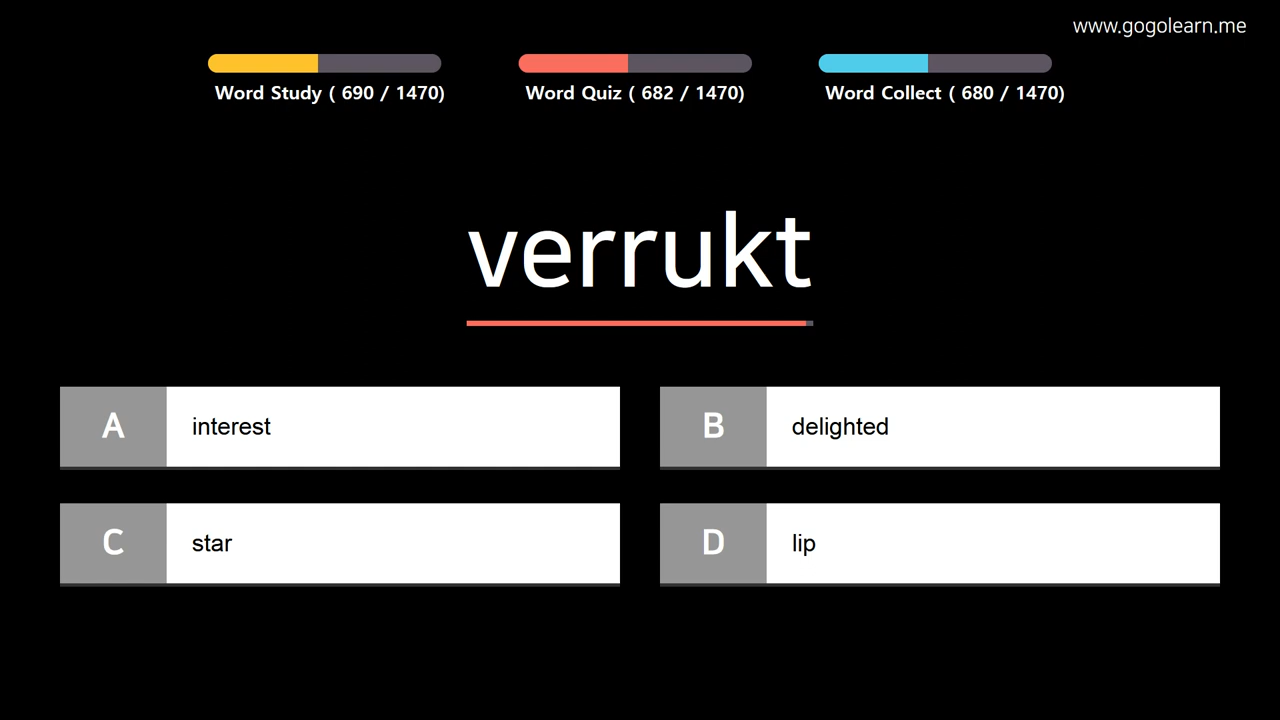 www.gogolearn.me
Word Study ( 690 / 1470)
Word Quiz ( 682 / 1470)
Word Collect ( 680 / 1470)
verrukt
A interest
B delighted
C star
D lip